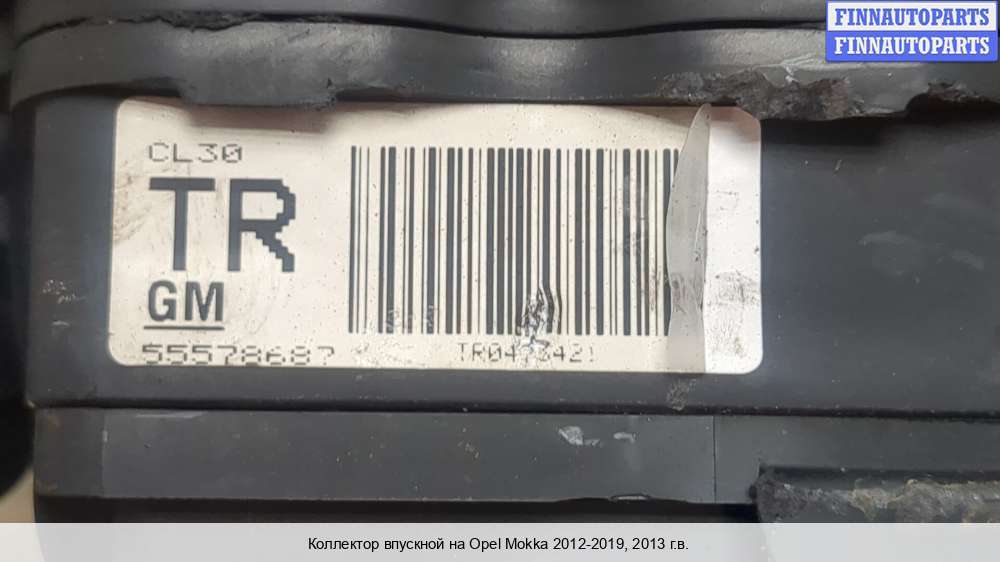 FINNAUTOPARTS
FINNAUTOPARTS
CL30
TR
GM
55578687
Коллектор впускной на Opel Mokka 2012-2019, 2013 г.в.